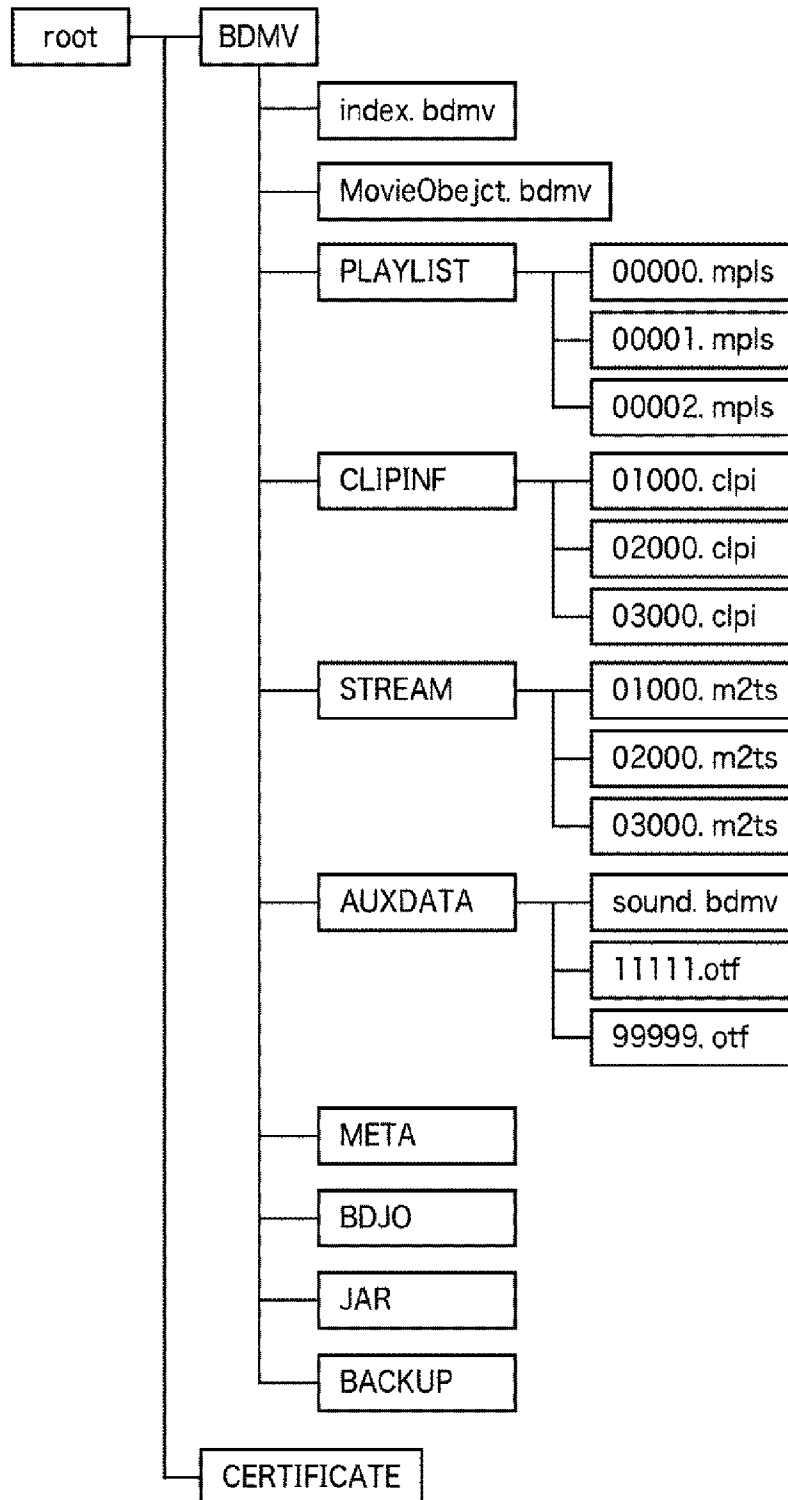 root
BDMV
index. bdmv
MovieObejct. bdmv
PLAYLIST
00000. mpls
00001. mpls
00002. mpls
CLIPINF
01000. clpi
02000. clpi
03000. clpi
STREAM
01000. m2ts
02000. m2ts
03000. m2ts
AUXDATA
sound. bdmv
11111.otf
99999. otf
META
BDJO
JAR
BACKUP
CERTIFICATE